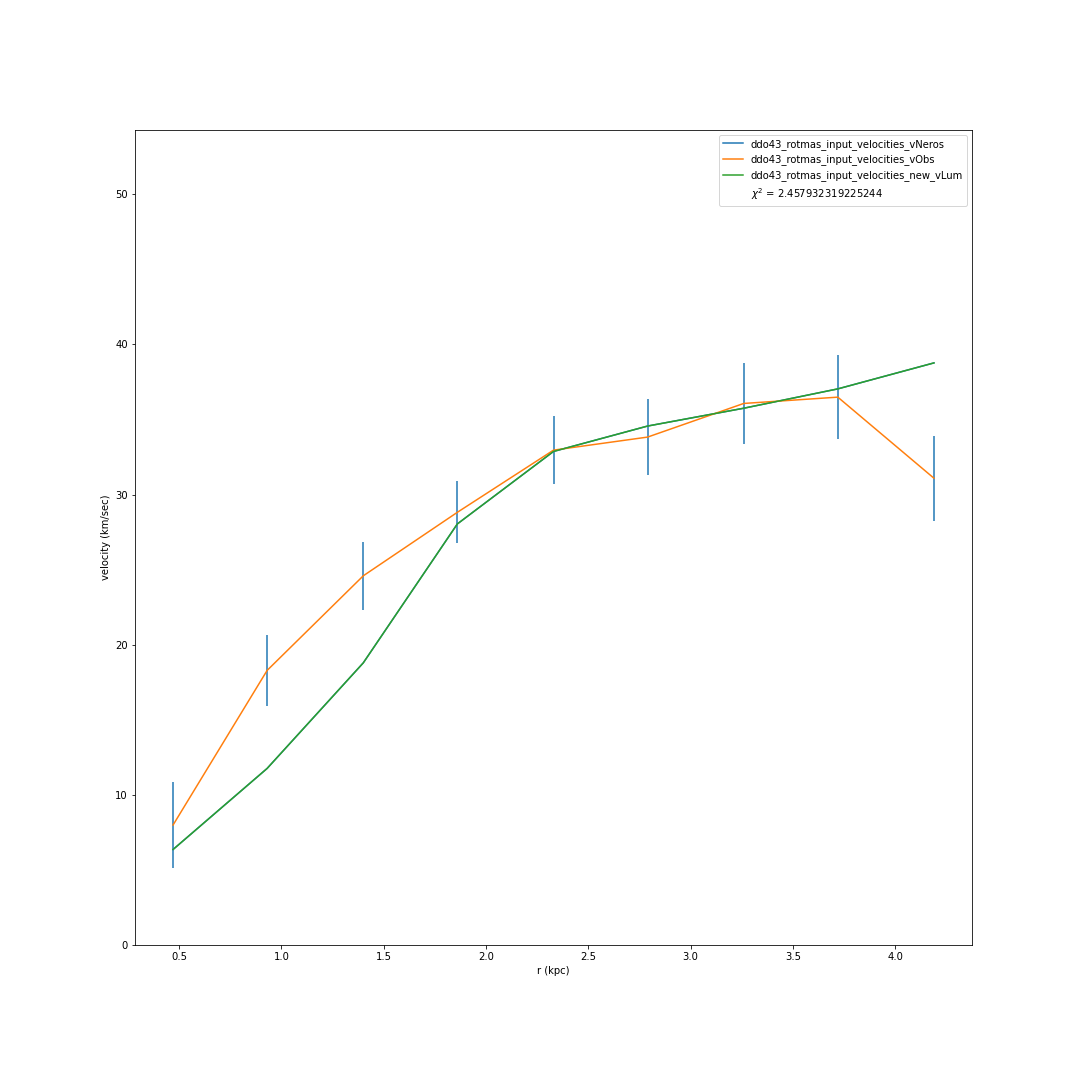 ddo43_rotmas_input_velocities_vNeros
ddo43_rotmas_input_velocities_vObs
ddo43_rotmas_input_velocities_new_vLum
χ² = 2.457932319225244
50
40
30
20
10
0
velocity (km/sec)
0.5 1.0 1.5 2.0 2.5 3.0 3.5 4.0
r (kpc)